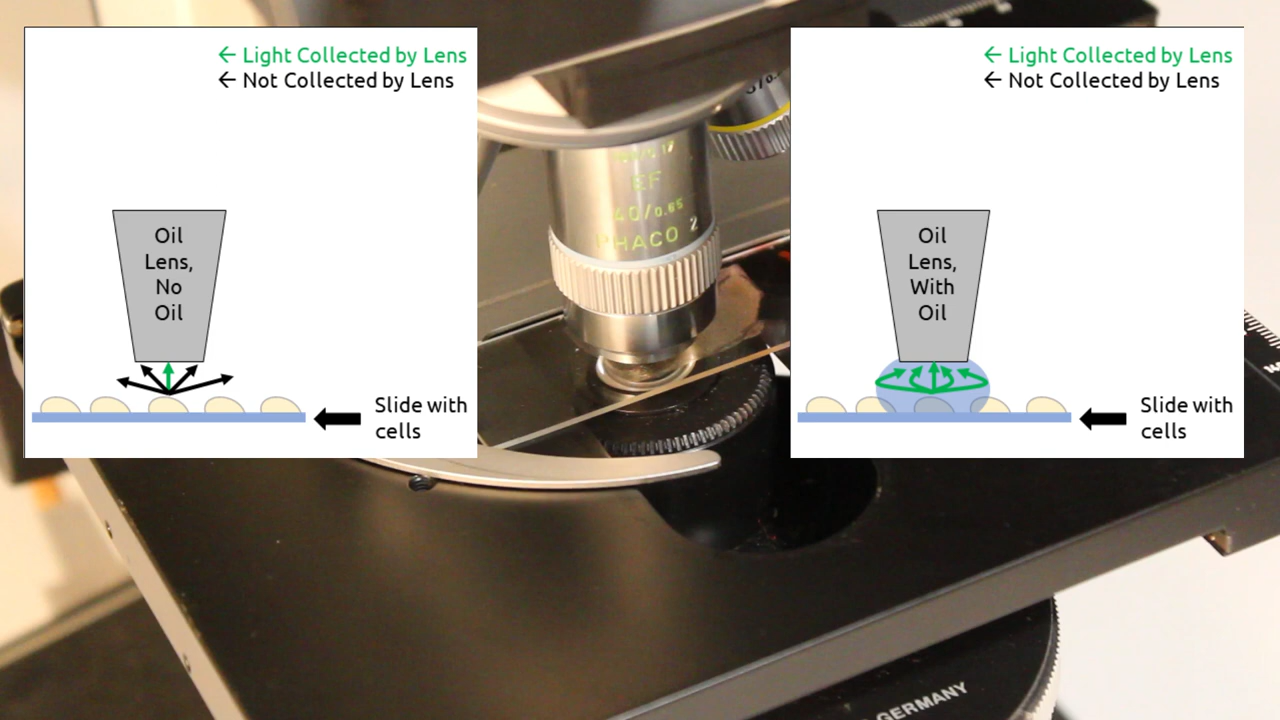 ← Light Collected by Lens
← Not Collected by Lens
Oil
Lens,
No
Oil
Slide with
cells
EF
40/0.65
PHACO 2
← Light Collected by Lens
← Not Collected by Lens
Oil
Lens,
With
Oil
Slide with
cells
GERMANY